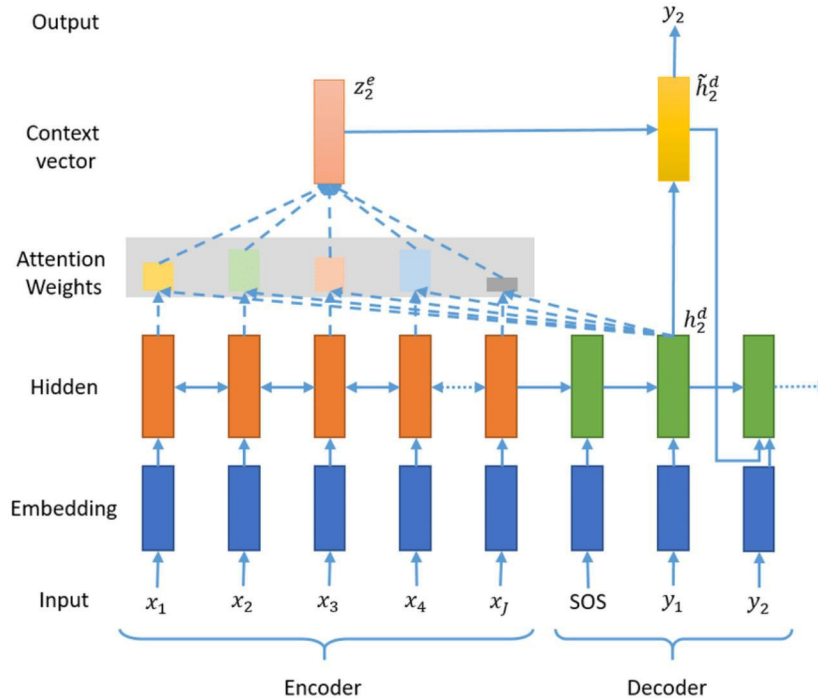 Output
y₂
z₂ᵉ
h̃₂ᵈ
Context
vector
Attention
Weights
h₂ᵈ
Hidden
Embedding
Input
x₁ x₂ x₃ x₄ x_J SOS y₁ y₂
Encoder
Decoder